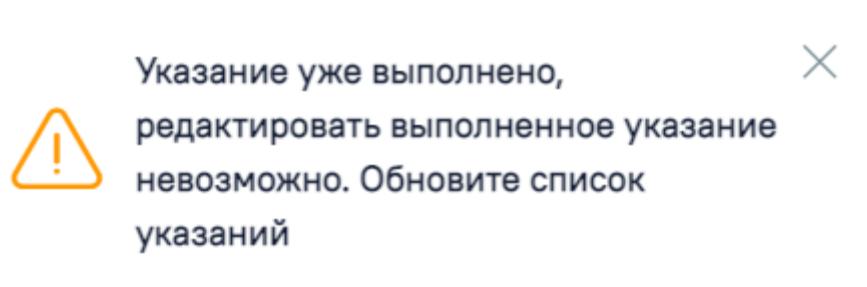 Указание уже выполнено,
редактировать выполненное указание
невозможно. Обновите список
указаний